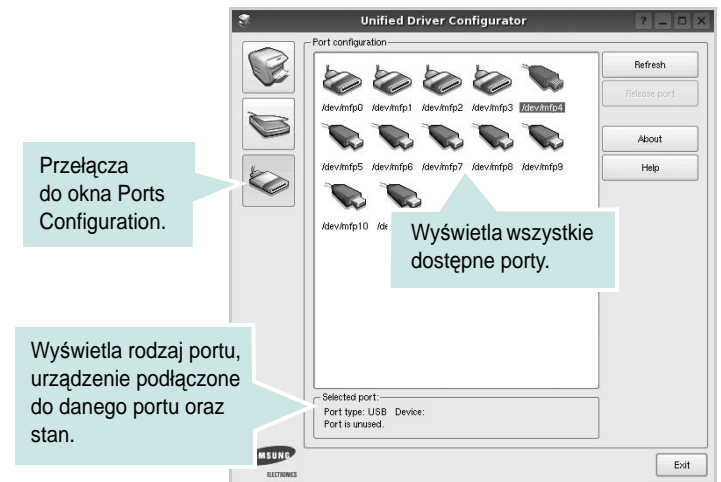 Unified Driver Configurator
Port configuration
/dev/mfp0 /dev/mfp1 /dev/mfp2 /dev/mfp3 /dev/mfp4
/dev/mfp5 /dev/mfp6 /dev/mfp7 /dev/mfp8 /dev/mfp9
/dev/mfp10
Refresh
Release port
About
Help
Przełącza
do okna Ports
Configuration.
Wyświetla wszystkie
dostępne porty.
Wyświetla rodzaj portu,
urządzenie podłączone
do danego portu oraz
stan.
Selected port:
Port type: USB Device:
Port is unused.
ELECTRONICS
Exit